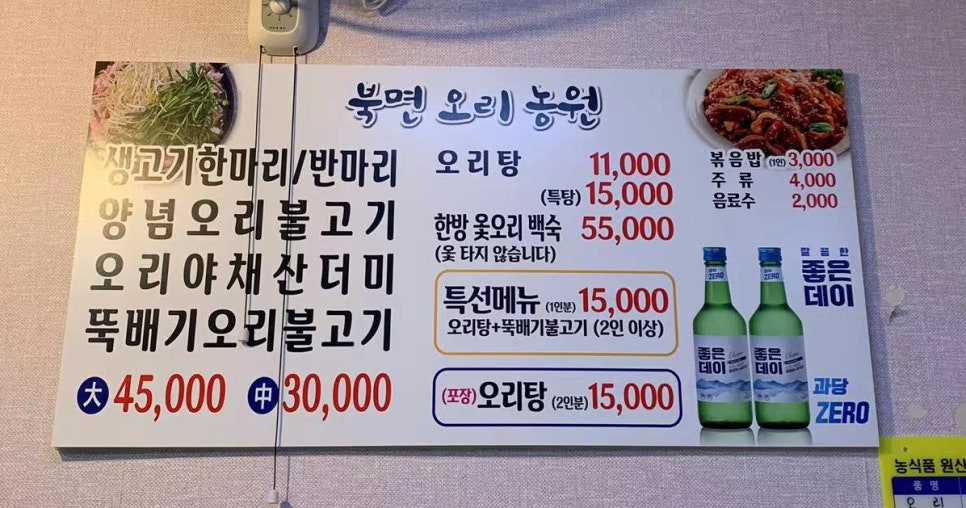 북면 오리 농원
생고기한마리/반마리
양념오리불고기
오리야채산더미
뚝배기오리불고기
大 45,000 中 30,000
오리탕 11,000
(특탕) 15,000
한방 옻오리 백숙 55,000
(옻 타지 않습니다)
특선메뉴 (1인분) 15,000
오리탕+뚝배기불고기 (2인 이상)
(포장) 오리탕 (2인분) 15,000
볶음밥 (1인) 3,000
주류 4,000
음료수 2,000
깔끔한
좋은
데이
과당
ZERO
ZERO
좋은
데이
ZERO
좋은
데이
농식품 원산
품명
오리